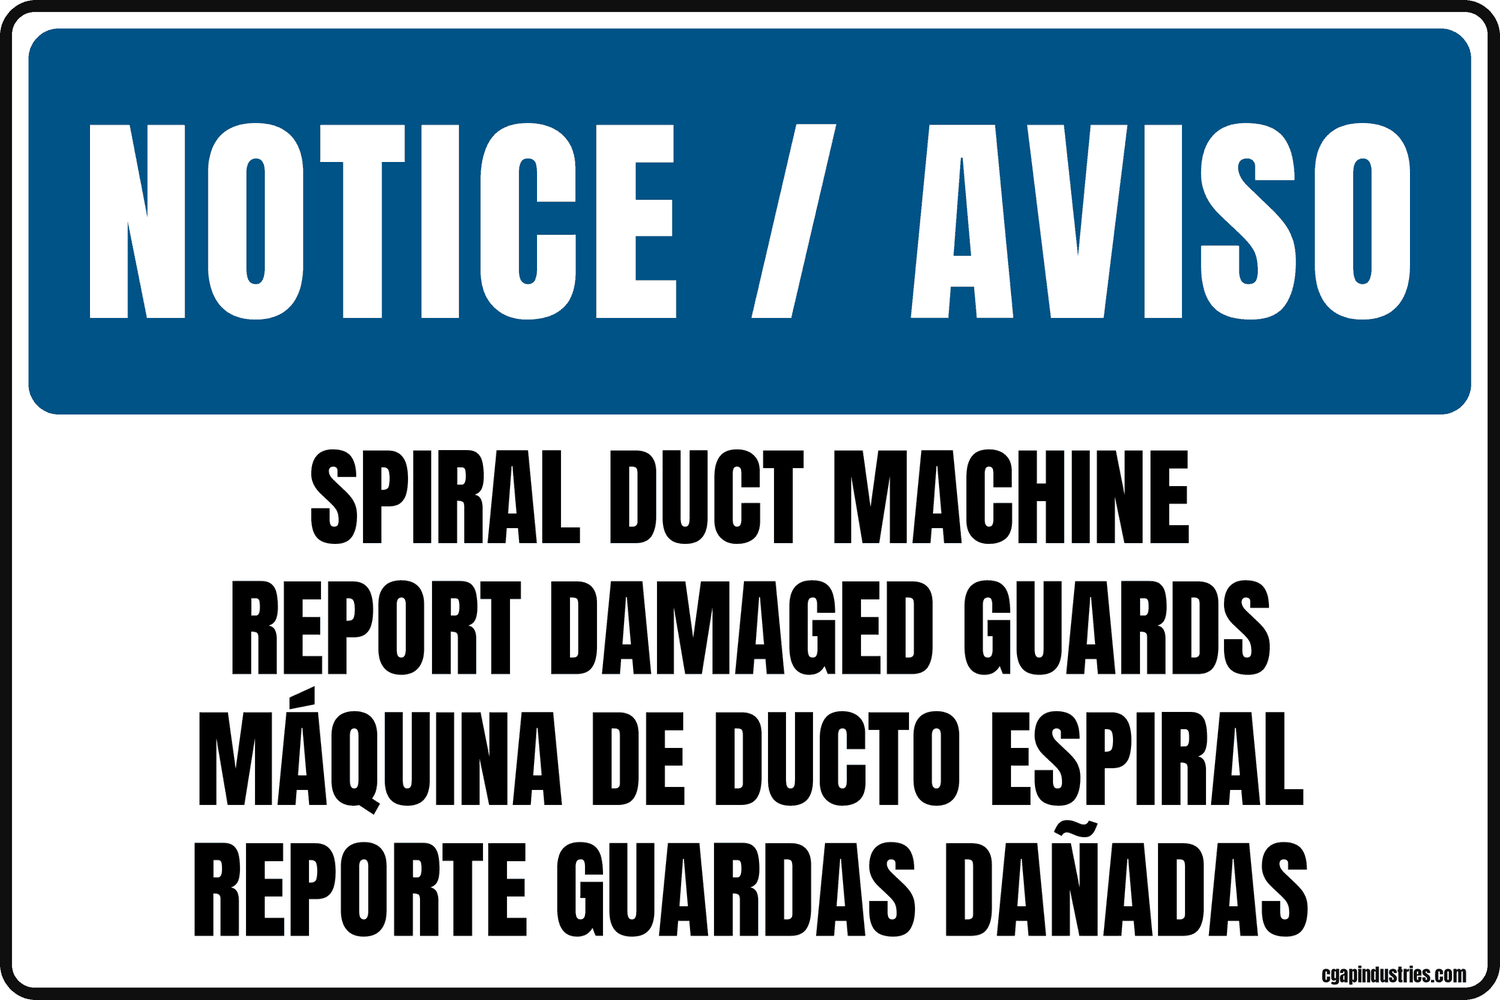 NOTICE / AVISO
SPIRAL DUCT MACHINE
REPORT DAMAGED GUARDS
MÁQUINA DE DUCTO ESPIRAL
REPORTE GUARDAS DAÑADAS
cgapindustries.com